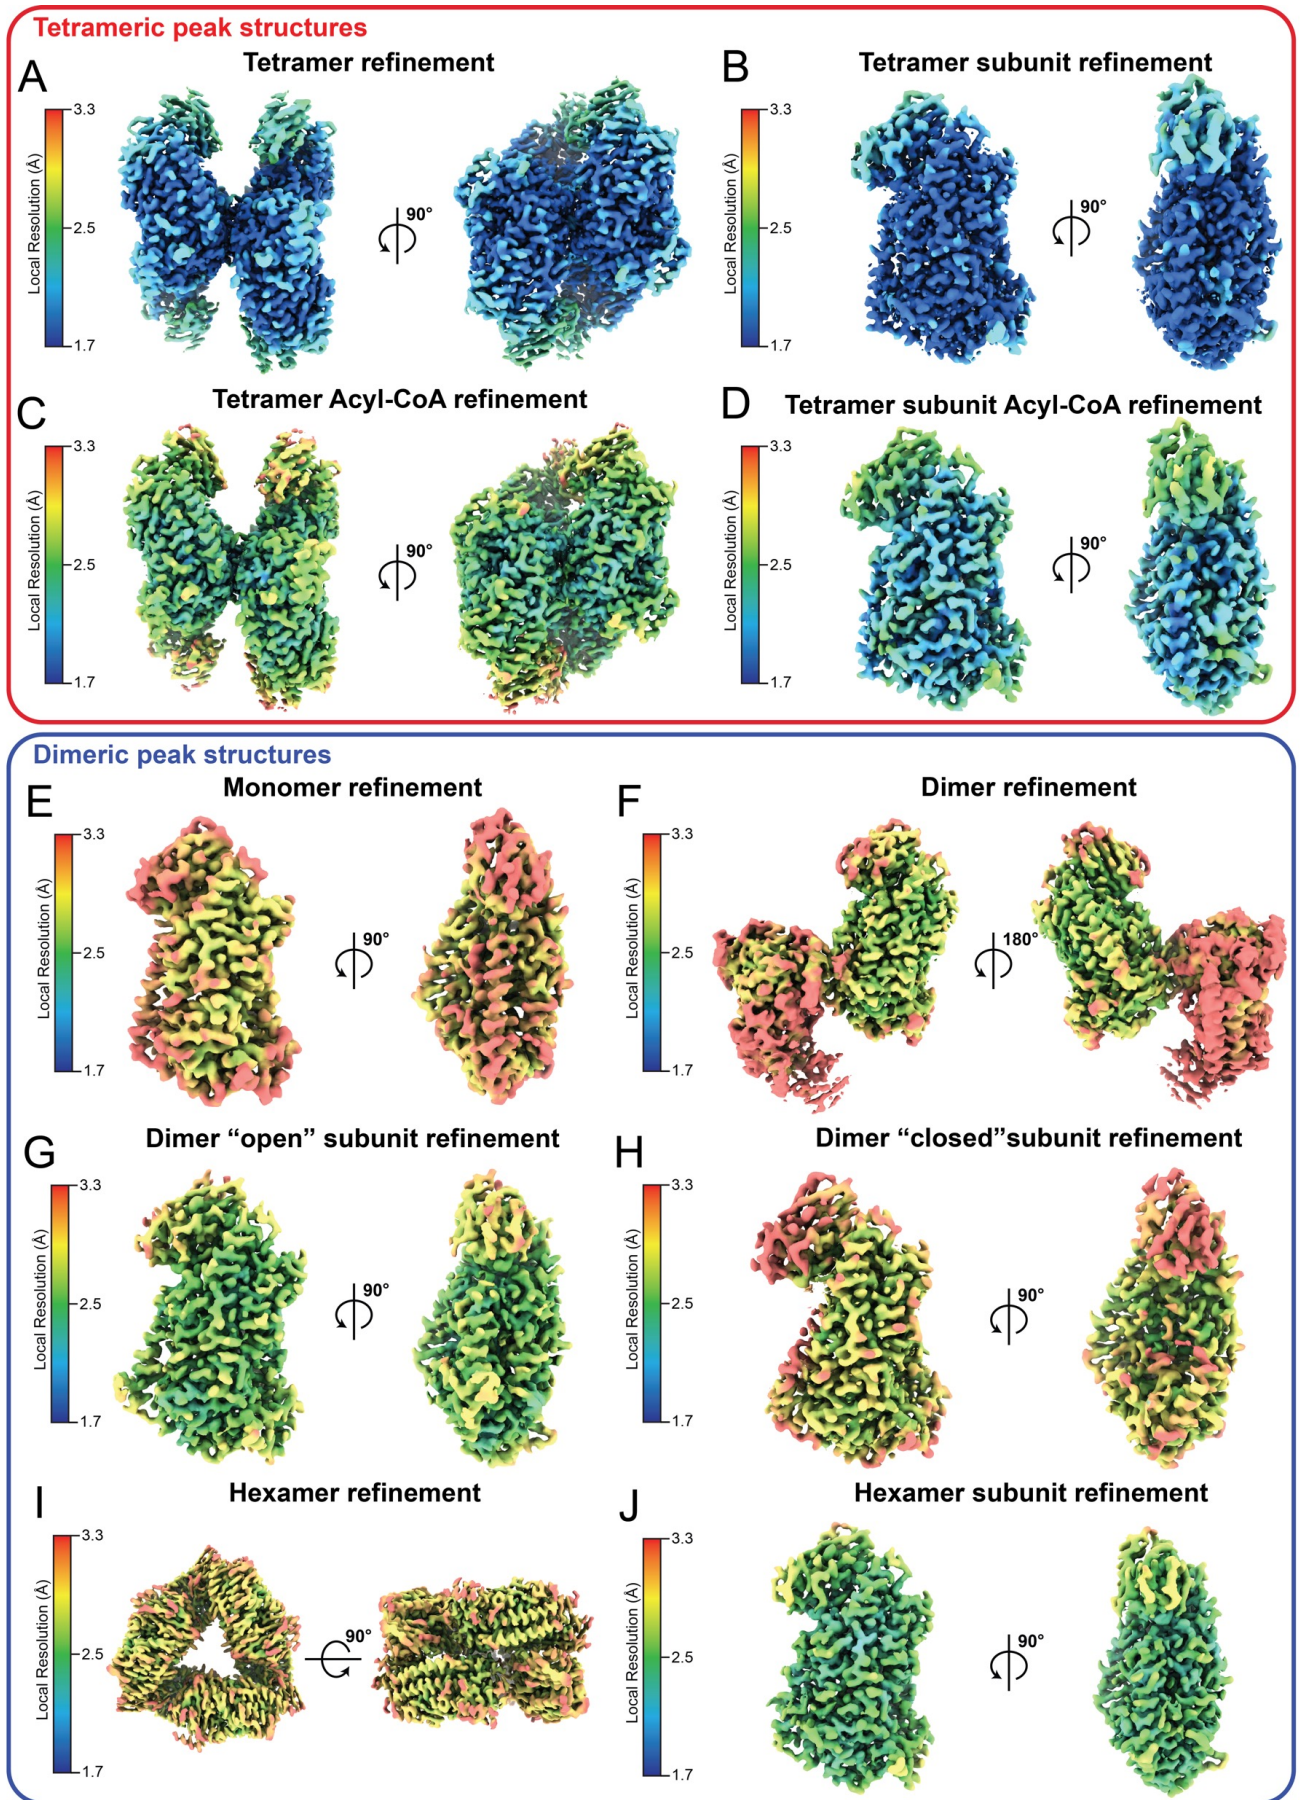 Tetrameric peak structures
A
Tetramer refinement
3.3
2.5
1.7
Local Resolution (Å)
90°
B
Tetramer subunit refinement
3.3
2.5
1.7
Local Resolution (Å)
90°
C
Tetramer Acyl-CoA refinement
3.3
2.5
1.7
Local Resolution (Å)
90°
D
Tetramer subunit Acyl-CoA refinement
3.3
2.5
1.7
Local Resolution (Å)
90°
Dimeric peak structures
E
Monomer refinement
3.3
2.5
1.7
Local Resolution (Å)
90°
F
Dimer refinement
3.3
2.5
1.7
Local Resolution (Å)
180°
G
Dimer “open” subunit refinement
3.3
2.5
1.7
Local Resolution (Å)
90°
H
Dimer “closed”subunit refinement
3.3
2.5
1.7
Local Resolution (Å)
90°
I
Hexamer refinement
3.3
2.5
1.7
Local Resolution (Å)
90°
J
Hexamer subunit refinement
3.3
2.5
1.7
Local Resolution (Å)
90°